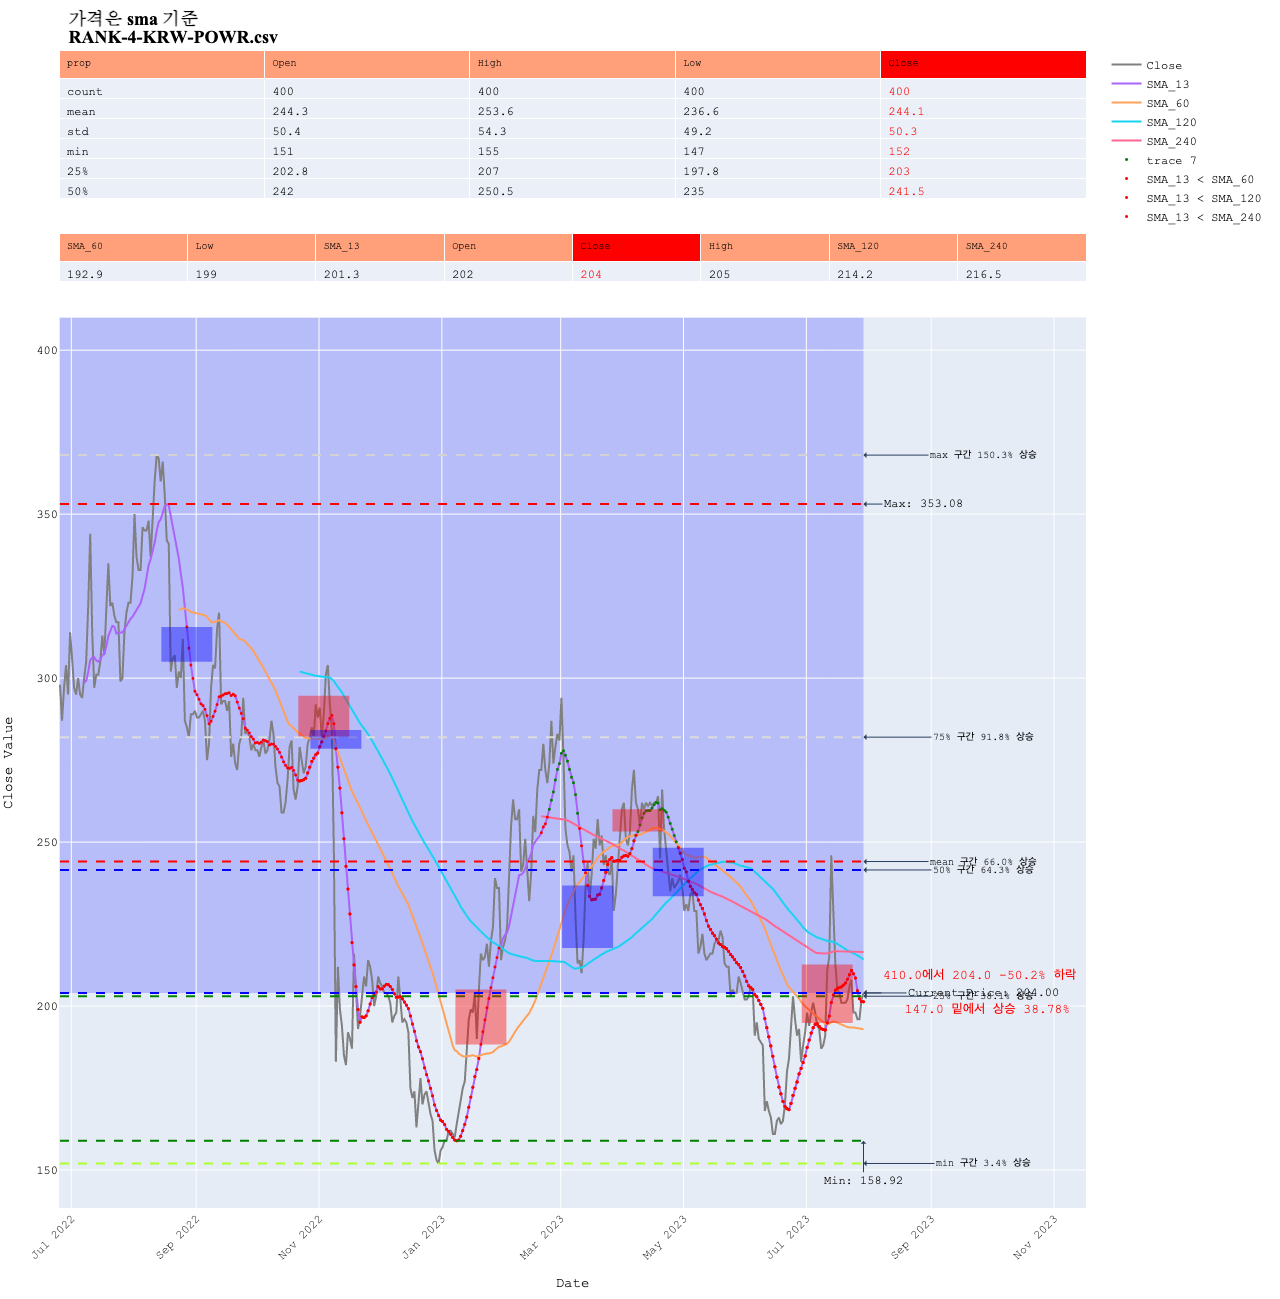 가격은 sma 기준
RANK-4-KRW-POWR.csv
prop Open High Low Close
count 400 400 400 400
mean 244.3 253.6 236.6 244.1
std 50.4 54.3 49.2 50.3
min 151 155 147 152
25% 202.8 207 197.8 203
50% 242 250.5 235 241.5
SMA_60 Low SMA_13 Open Close High SMA_120 SMA_240
192.9 199 201.3 202 204 205 214.2 216.5
Close
SMA_13
SMA_60
SMA_120
SMA_240
trace 7
SMA_13 < SMA_60
SMA_13 < SMA_120
SMA_13 < SMA_240
Close Value
400
350
300
250
200
150
max 구간 150.3% 상승
Max: 353.08
75% 구간 91.8% 상승
mean 구간 66.0% 상승
50% 구간 64.3% 상승
410.0에서 204.0 -50.2% 하락
Current Price: 204.00
25% 구간 38.1% 상승
147.0 밑에서 상승 38.78%
min 구간 3.4% 상승
Min: 158.92
Jul 2022
Sep 2022
Nov 2022
Jan 2023
Mar 2023
May 2023
Jul 2023
Sep 2023
Nov 2023
Date